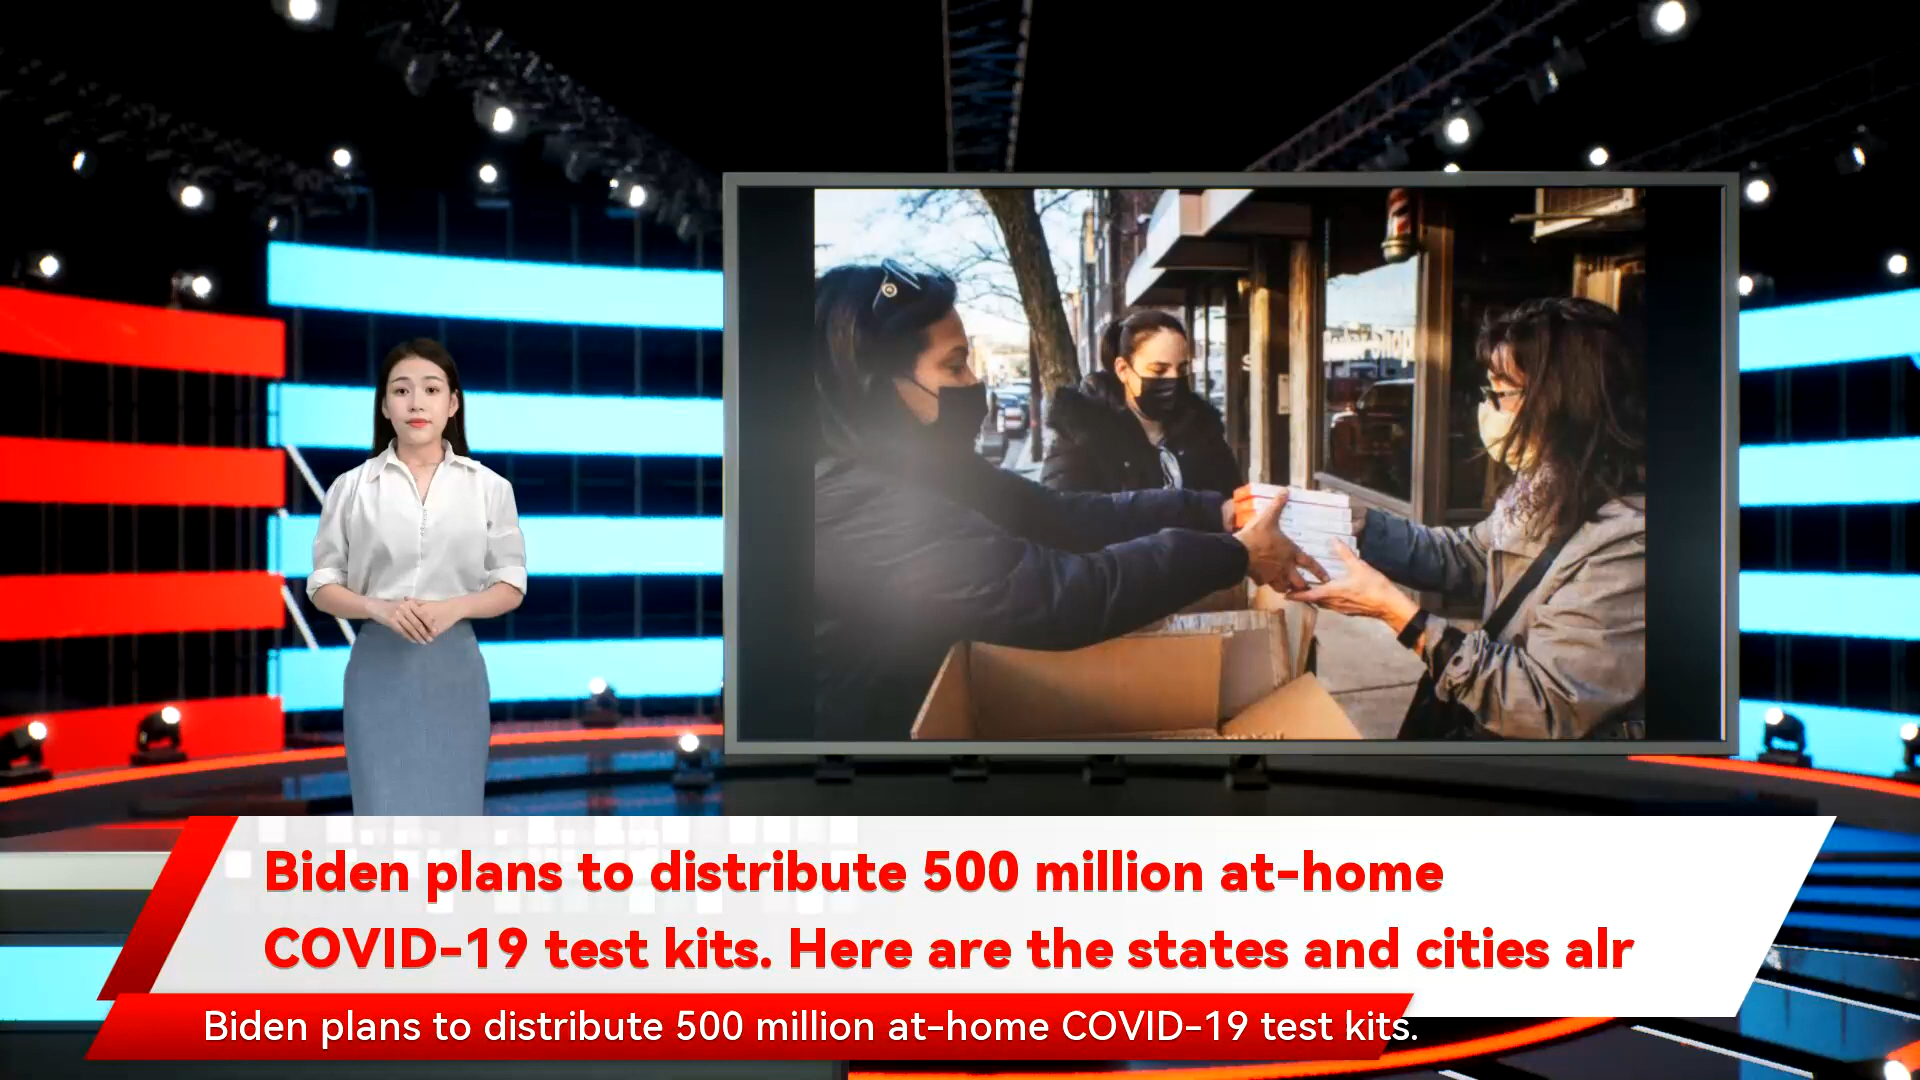 Biden plans to distribute 500 million at-home
COVID-19 test kits. Here are the states and cities alr
Biden plans to distribute 500 million at-home COVID-19 test kits.